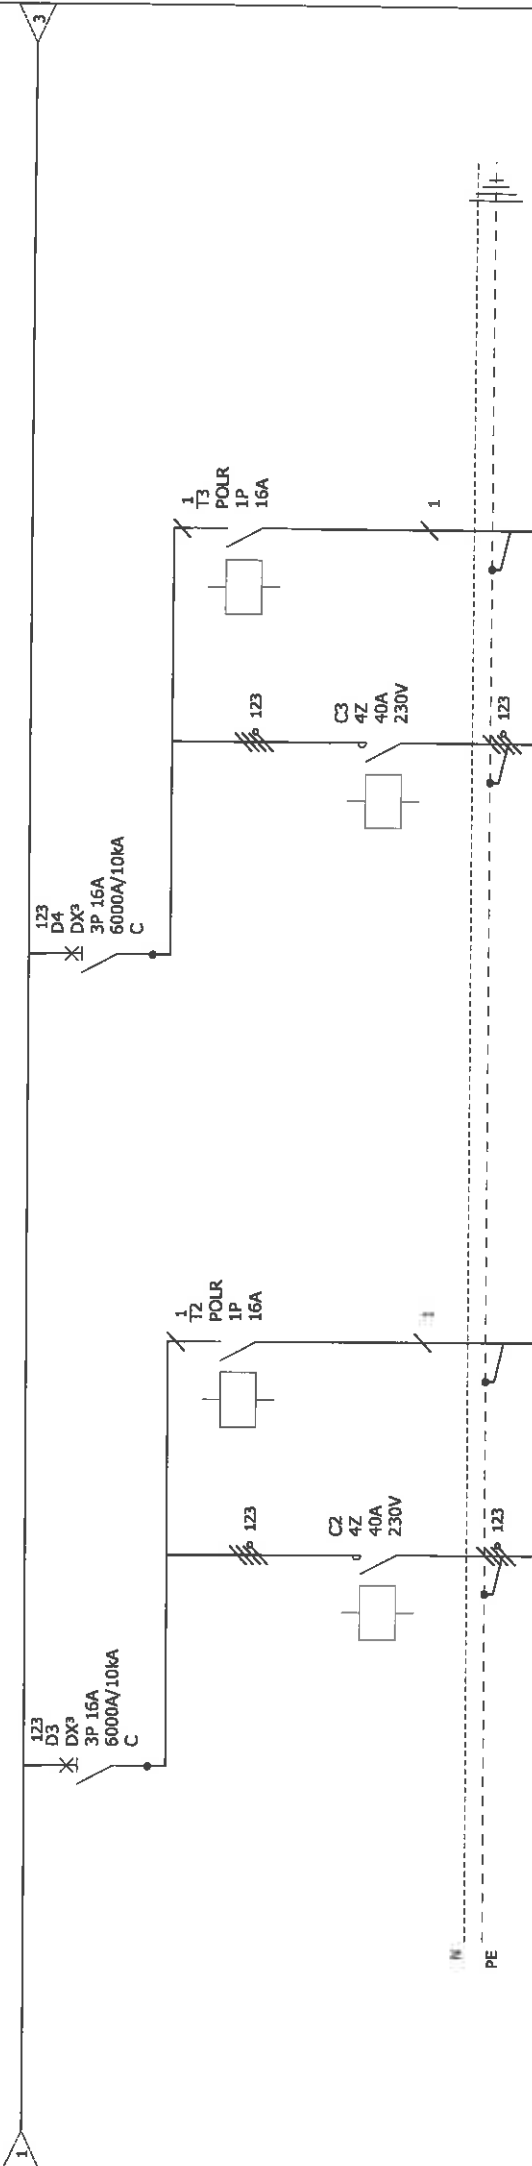 1
123
D3
DX³
3P 16A
6000A/10kA
C
123
C2
4Z
40A
230V
123
1
T2
POLR
1P
16A
1
123
D4
DX³
3P 16A
6000A/10kA
C
123
C3
4Z
40A
230V
123
1
T3
POLR
1P
16A
1
3
N
PE